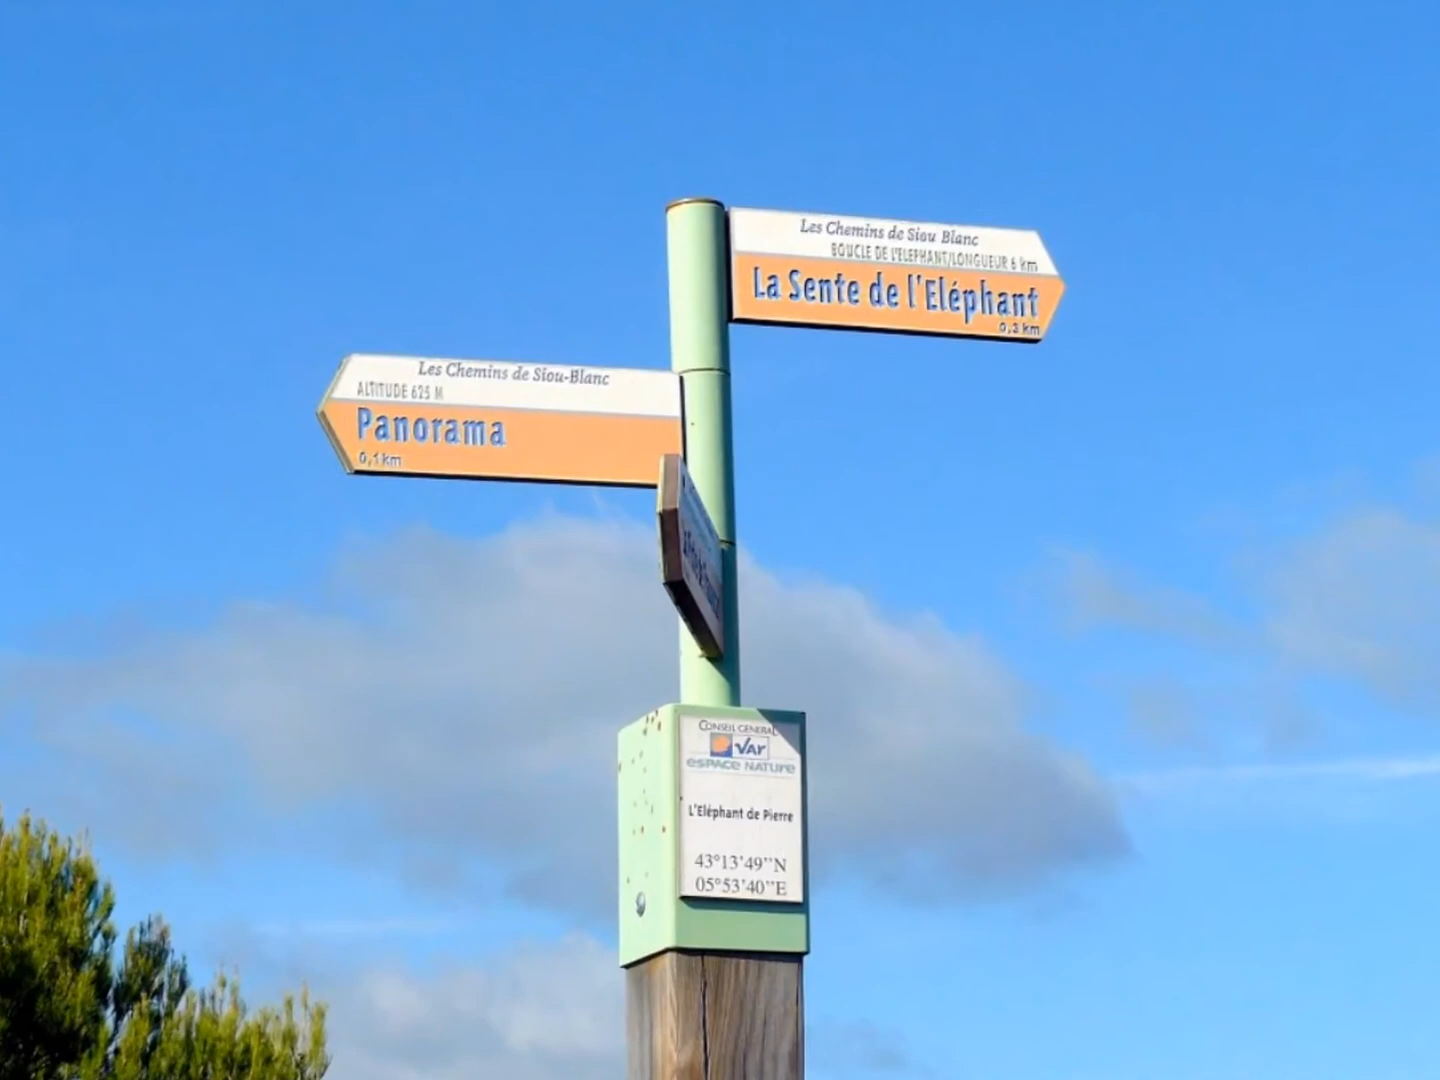 Les Chemins de Siou Blanc
BOUCLE DE L'ELEPHANT/LONGUEUR 6 km
La Sente de l'Eléphant
0,3 km
Les Chemins de Siou-Blanc
ALTITUDE 625 M
Panorama
0,1 km
CONSEIL GENERAL
VAR
ESPACE NATURE
L'Eléphant de Pierre
43°13'49''N
05°53'40''E